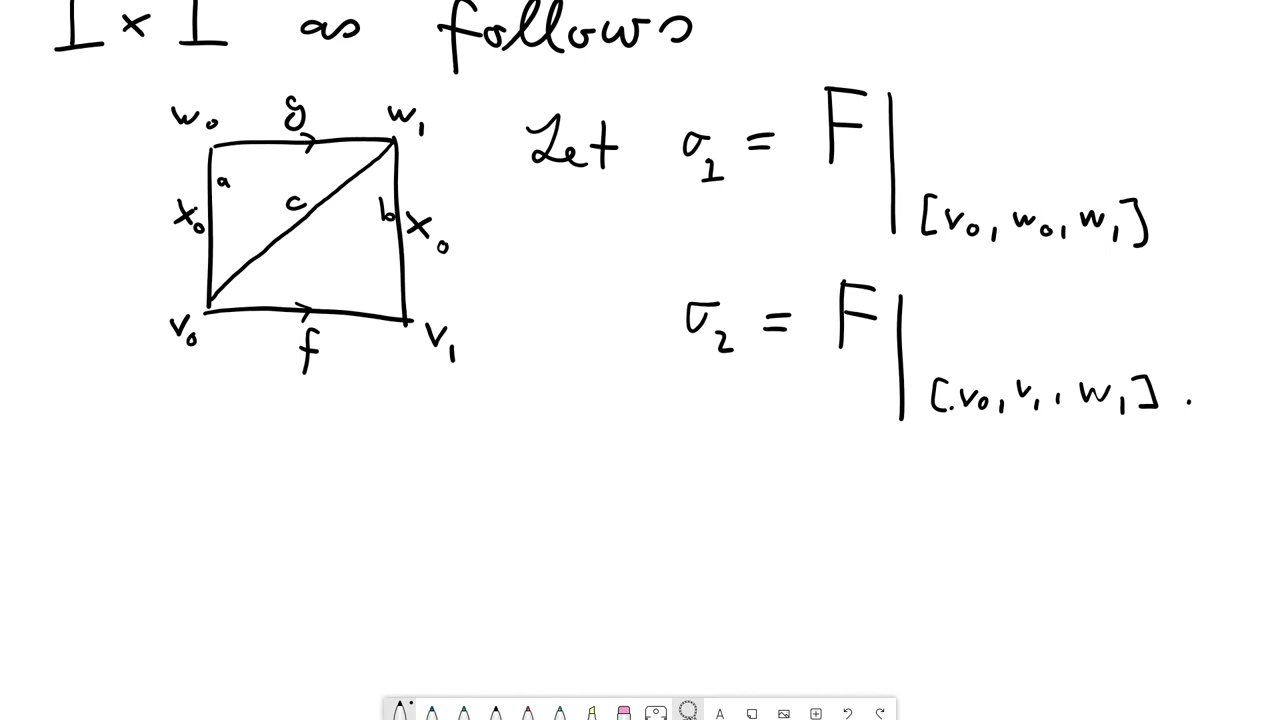 I × I as follows
w₀ g w₁
a
x₀ c b x₀
v₀ f v₁
Let σ₁ = F|[v₀, w₀, w₁]
σ₂ = F|[v₀, v₁, w₁] .
A